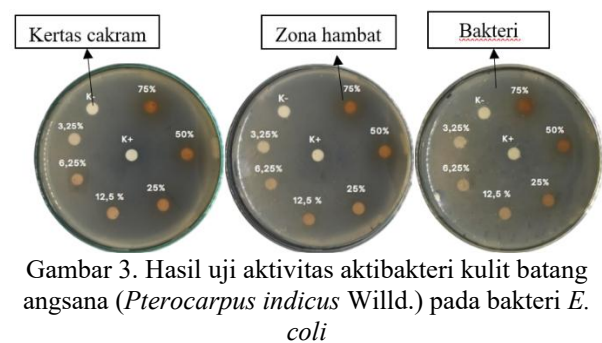 Kertas cakram
Zona hambat
Bakteri
K-
75%
3,25%
K+
50%
6,25%
12,5 %
25%
K-
75%
3,25%
K+
50%
6,25%
12,5 %
25%
K-
75%
3,25%
K+
50%
6,25%
12,5 %
25%
Gambar 3. Hasil uji aktivitas aktibakteri kulit batang
angsana (Pterocarpus indicus Willd.) pada bakteri E.
coli